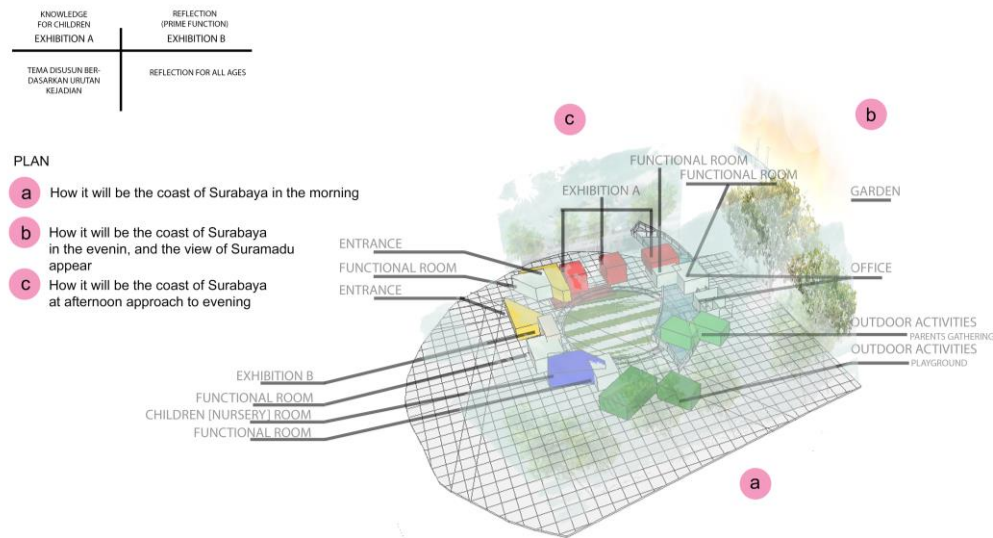 KNOWLEDGE
FOR CHILDREN
EXHIBITION A
REFLECTION
(PRIME FUNCTION)
EXHIBITION B
TEMA DISUSUN BER-
DASARKAN URUTAN
KEJADIAN
REFLECTION FOR ALL AGES
PLAN
a How it will be the coast of Surabaya in the morning
b How it will be the coast of Surabaya
in the evenin, and the view of Suramadu
appear
c How it will be the coast of Surabaya
at afternoon approach to evening
c
b
FUNCTIONAL ROOM
FUNCTIONAL ROOM
EXHIBITION A
GARDEN
ENTRANCE
FUNCTIONAL ROOM
ENTRANCE
OFFICE
OUTDOOR ACTIVITIES
PARENTS GATHERING
OUTDOOR ACTIVITIES
PLAYGROUND
EXHIBITION B
FUNCTIONAL ROOM
CHILDREN [NURSERY] ROOM
FUNCTIONAL ROOM
a